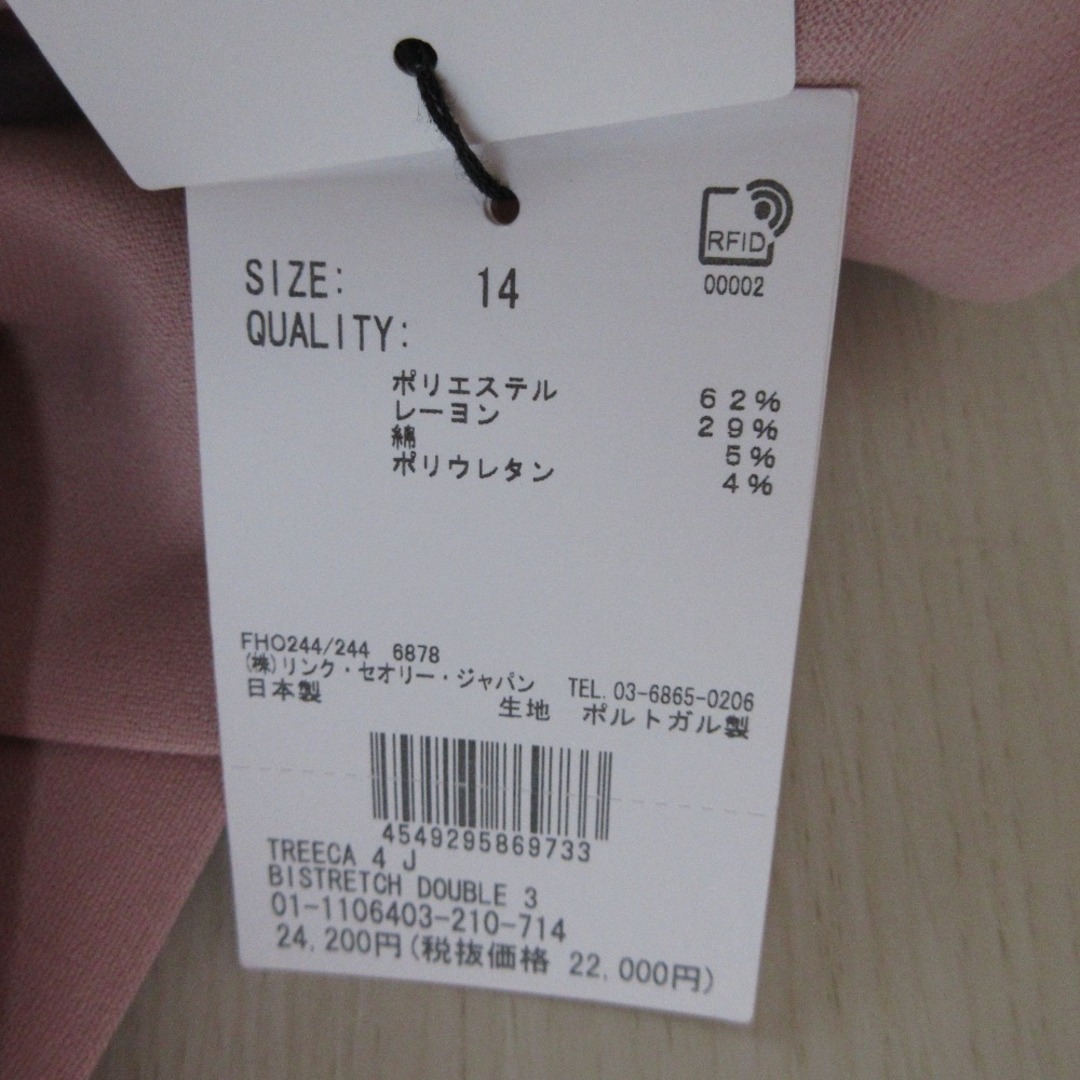 RFID
00002
SIZE: 14
QUALITY:
ポリエステル 62%
レーヨン 29%
綿 5%
ポリウレタン 4%
FHO244/244 6878
(株)リンク・セオリー・ジャパン TEL.03-6865-0206
日本製 生地 ポルトガル製
4549295869733
TREECA 4 J
BISTRETCH DOUBLE 3
01-1106403-210-714
24,200円(税抜価格 22,000円)